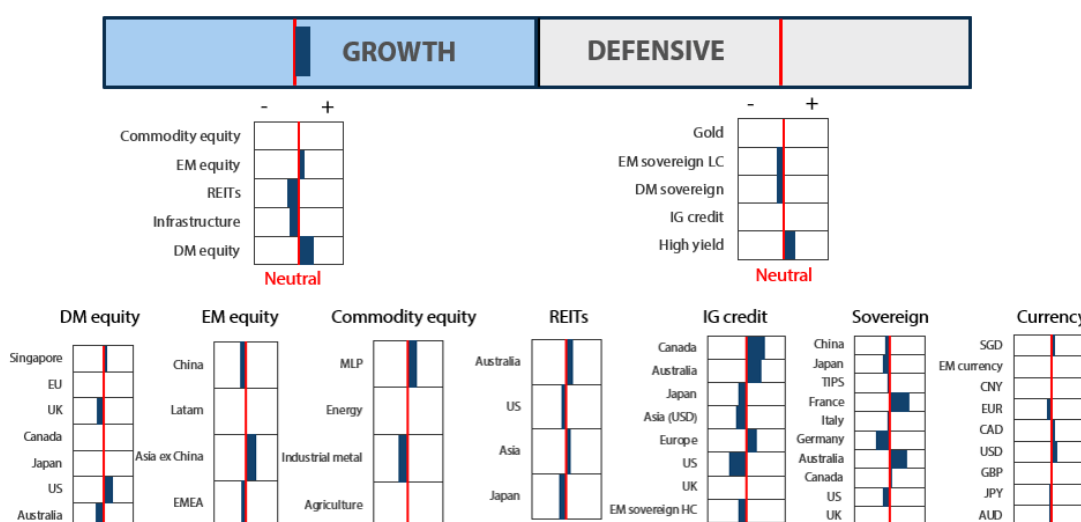 GROWTH
DEFENSIVE
- +
Commodity equity
EM equity
REITs
Infrastructure
DM equity
Neutral
- +
Gold
EM sovereign LC
DM sovereign
IG credit
High yield
Neutral
DM equity
Singapore
EU
UK
Canada
Japan
US
Australia
EM equity
China
Latam
Asia ex China
EMEA
Commodity equity
MLP
Energy
Industrial metal
Agriculture
REITs
Australia
US
Asia
Japan
IG credit
Canada
Australia
Japan
Asia (USD)
Europe
US
UK
EM sovereign HC
Sovereign
China
Japan
TIPS
France
Italy
Germany
Australia
Canada
US
UK
Currency
SGD
EM currency
CNY
EUR
CAD
USD
GBP
JPY
AUD